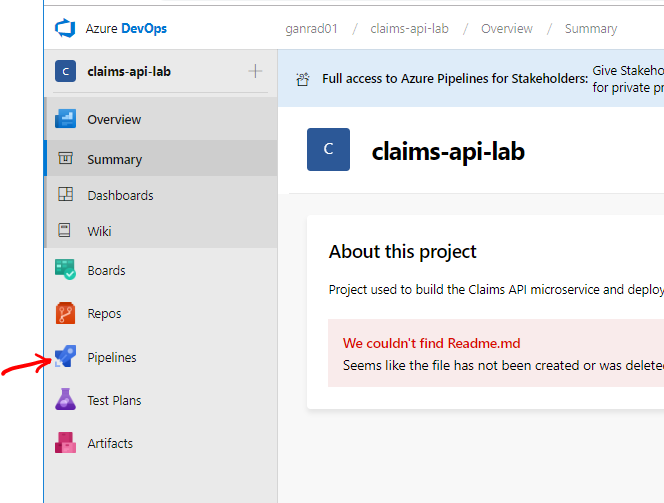 Azure DevOps
ganrad01 / claims-api-lab / Overview / Summary
C claims-api-lab +
Overview
Summary
Dashboards
Wiki
Boards
Repos
Pipelines
Test Plans
Artifacts
Full access to Azure Pipelines for Stakeholders: Give Stakeho
for private pr
C claims-api-lab
About this project
Project used to build the Claims API microservice and deploy
We couldn't find Readme.md
Seems like the file has not been created or was deleted